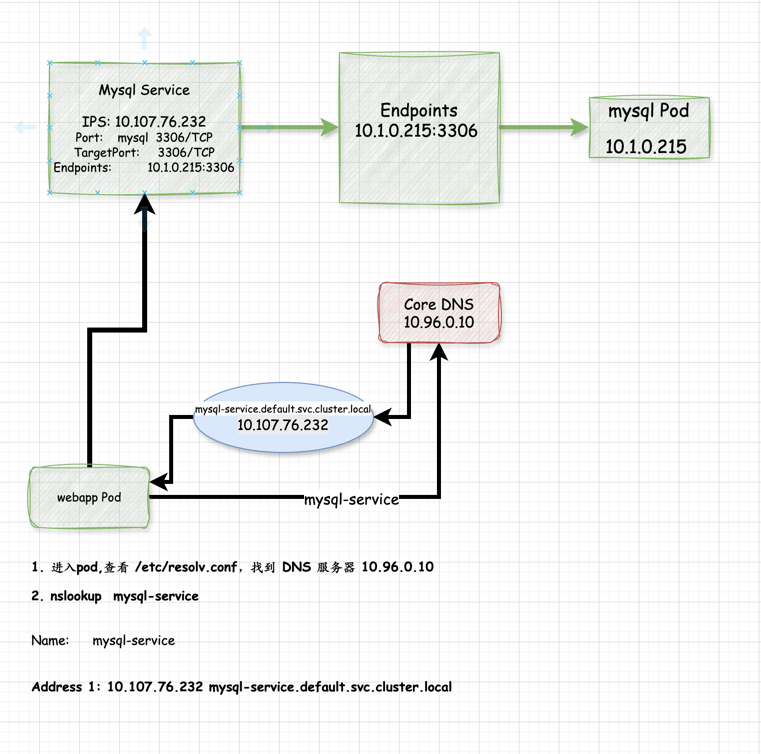 Mysql Service
IPS: 10.107.76.232
Port: mysql 3306/TCP
TargetPort: 3306/TCP
Endpoints: 10.1.0.215:3306
Endpoints
10.1.0.215:3306
mysql Pod
10.1.0.215
Core DNS
10.96.0.10
mysql-service.default.svc.cluster.local
10.107.76.232
webapp Pod
mysql-service
1. 进入pod,查看 /etc/resolv.conf，找到 DNS 服务器 10.96.0.10
2. nslookup mysql-service
Name: mysql-service
Address 1: 10.107.76.232 mysql-service.default.svc.cluster.local